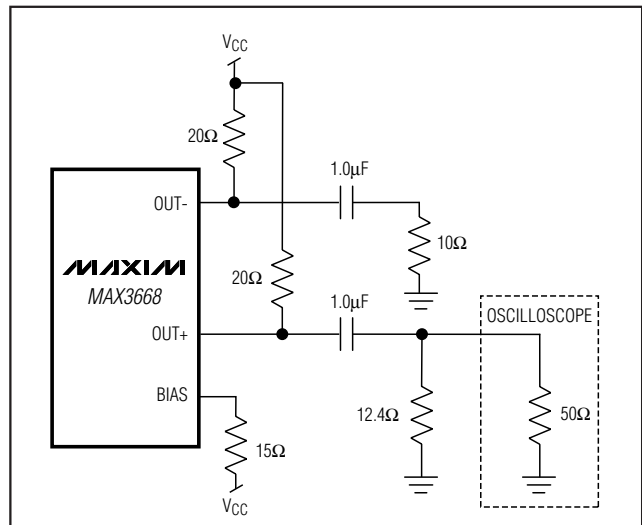 VCC
20Ω
1.0μF
OUT-
10Ω
MAXIM
MAX3668
20Ω
1.0μF
OUT+
OSCILLOSCOPE
BIAS
12.4Ω
50Ω
15Ω
VCC